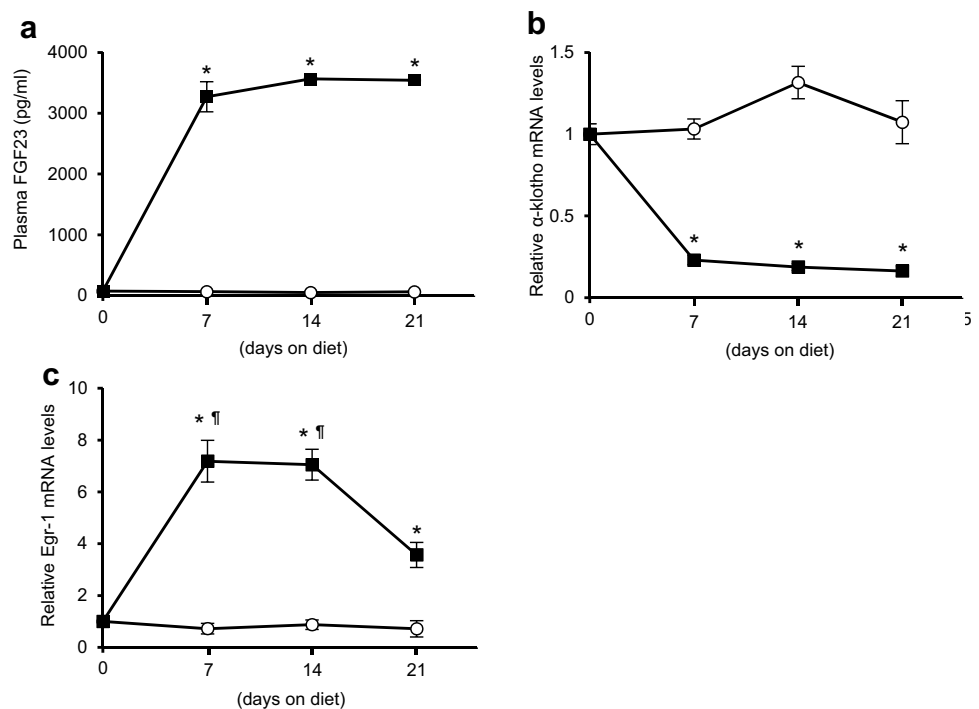 a
Plasma FGF23 (pg/ml)
4000
3000
2000
1000
0
* * *
0 7 14 21
(days on diet)
b
Relative α-klotho mRNA levels
1.5
1
0.5
0
* * *
0 7 14 21 5
(days on diet)
c
Relative Egr-1 mRNA levels
10
8
6
4
2
0
* ¶ * ¶ *
0 7 14 21
(days on diet)